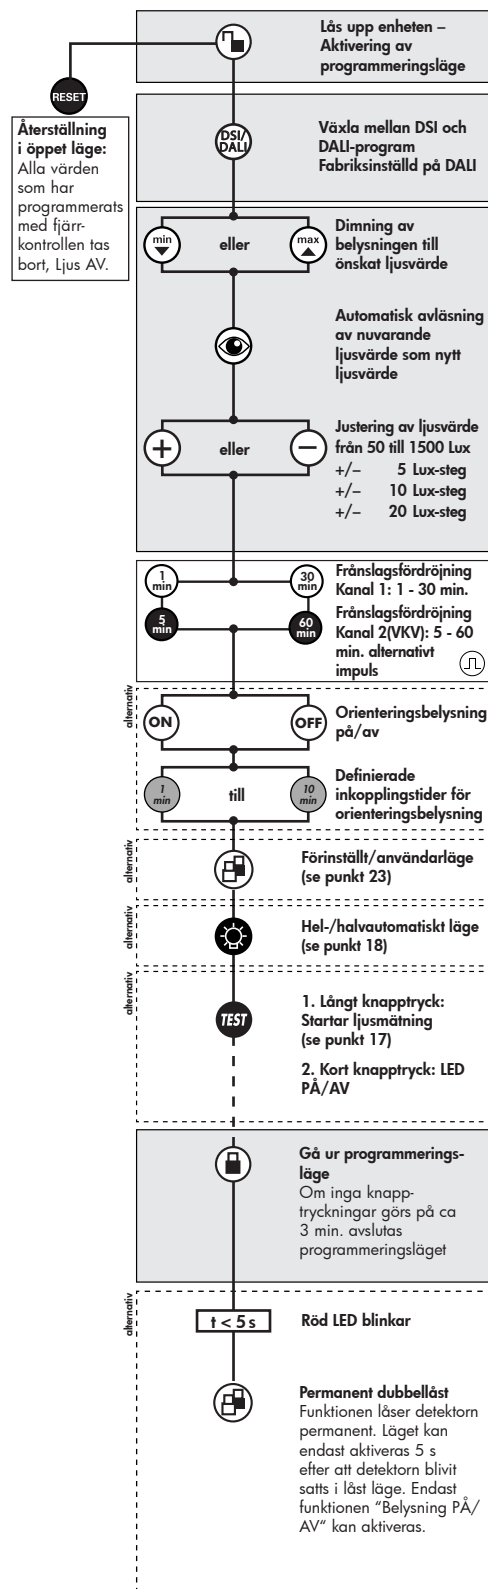 Lås upp enheten –
Aktivering av
programmeringsläge
RESET
Återställning
i öppet läge:
Alla värden
som har
programmerats
med fjärr-
kontrollen tas
bort, Ljus AV.
DSI/
DALI
Växla mellan DSI och
DALI-program
Fabriksinställd på DALI
min
eller
max
Dimning av
belysningen till
önskat ljusvärde
Automatisk avläsning
av nuvarande
ljusvärde som nytt
ljusvärde
+
eller
–
Justering av ljusvärde
från 50 till 1500 Lux
+/– 5 Lux-steg
+/– 10 Lux-steg
+/– 20 Lux-steg
1
min
30
min
Frånslagsfördröjning
Kanal 1: 1 - 30 min.
5
min
60
min
Frånslagsfördröjning
Kanal 2(VKV): 5 - 60
min. alternativt
impuls
alternativ
ON
OFF
Orienteringsbelysning
på/av
1
min
till
10
min
Definierade
inkopplingstider för
orienteringsbelysning
alternativ
Förinställt/användarläge
(se punkt 23)
alternativ
Hel-/halvautomatiskt läge
(se punkt 18)
alternativ
TEST
1. Långt knapptryck:
Startar ljusmätning
(se punkt 17)
2. Kort knapptryck: LED
PÅ/AV
Gå ur programmerings-
läge
Om inga knapp-
tryckningar görs på ca
3 min. avslutas
programmeringsläget
alternativ
t < 5 s
Röd LED blinkar
Permanent dubbellåst
Funktionen låser detektorn
permanent. Läget kan
endast aktiveras 5 s
efter att detektorn blivit
satts i låst läge. Endast
funktionen “Belysning PÅ/
AV“ kan aktiveras.